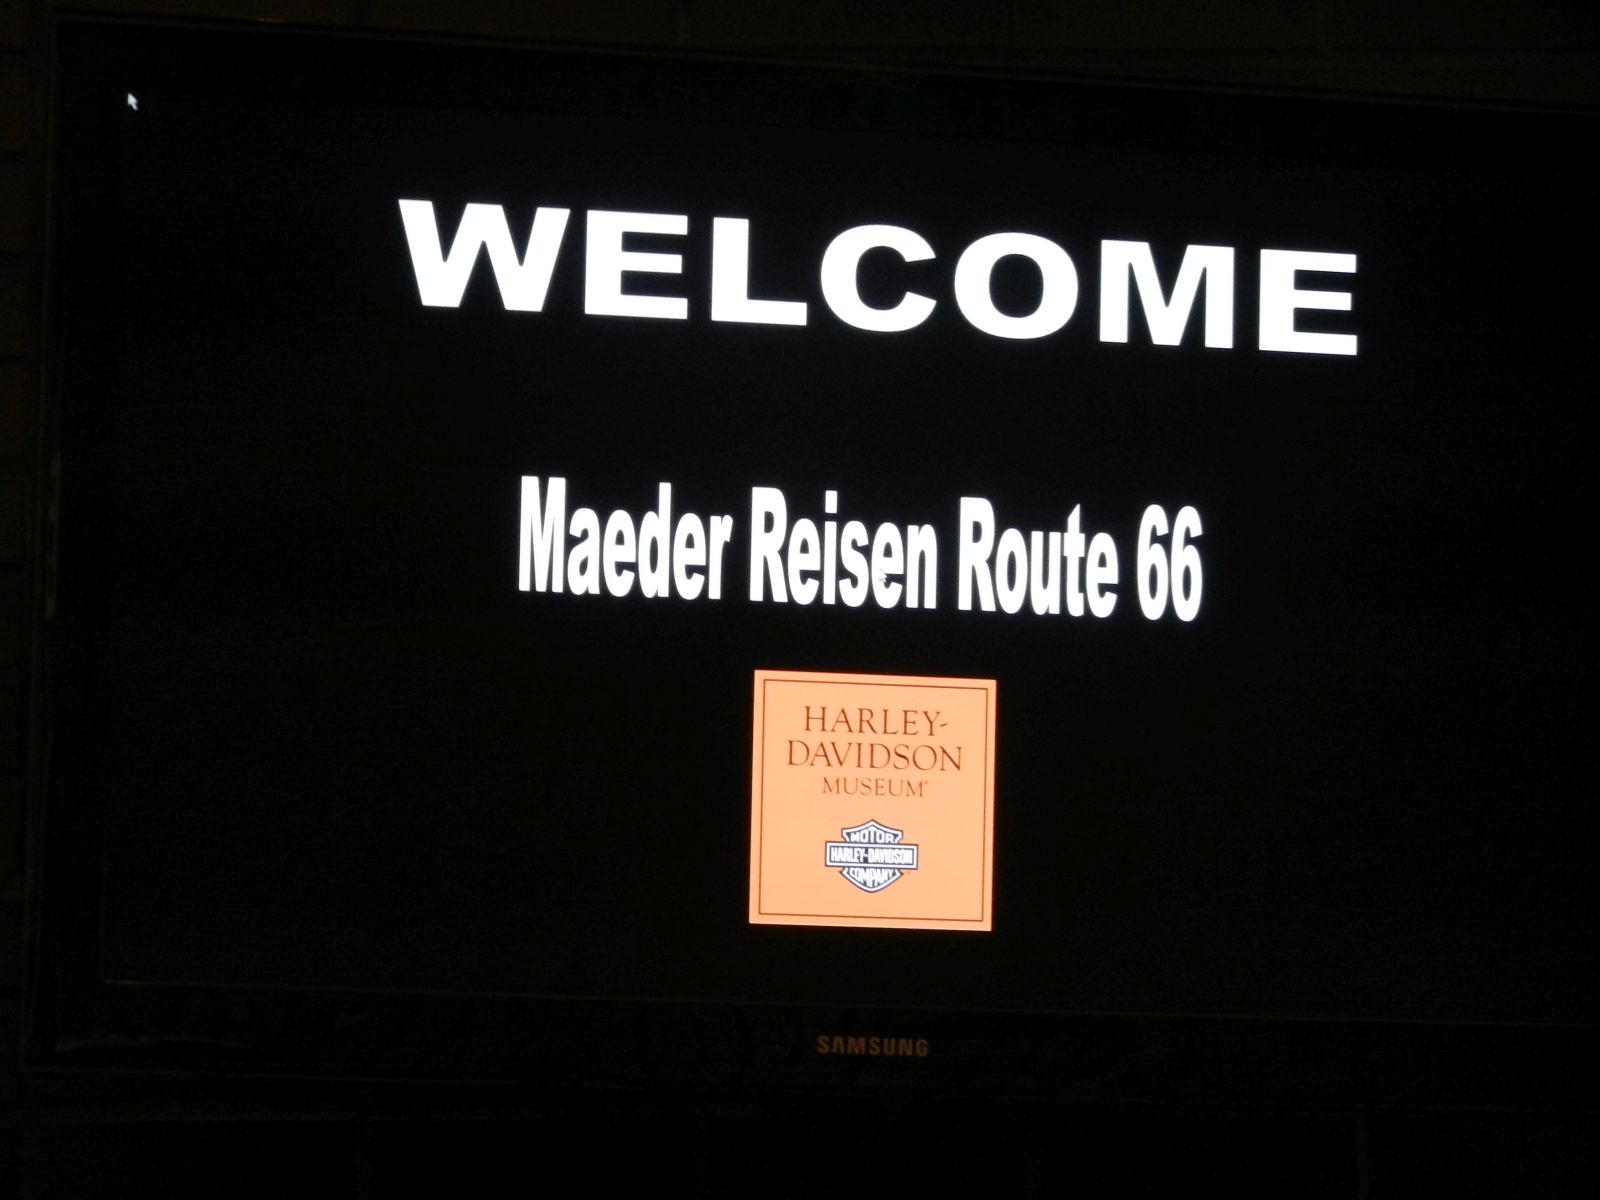 WELCOME
Maeder Reisen Route 66
HARLEY-
DAVIDSON
MUSEUM
MOTOR
HARLEY-DAVIDSON
COMPANY
SAMSUNG